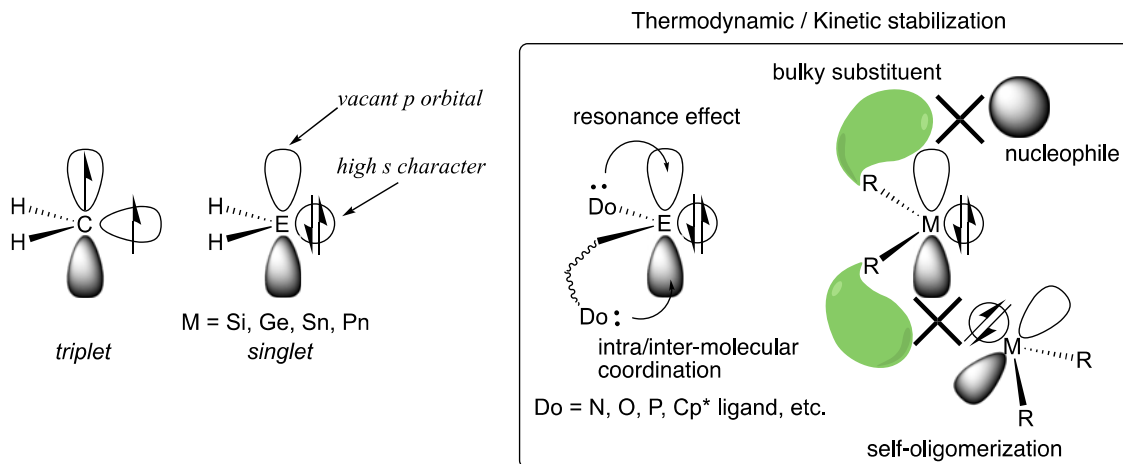 Thermodynamic / Kinetic stabilization
vacant p orbital
high s character
H
H
C
H
H
E
M = Si, Ge, Sn, Pn
triplet
singlet
resonance effect
Do
E
Do
intra/inter-molecular
coordination
Do = N, O, P, Cp* ligand, etc.
bulky substituent
nucleophile
R
M
R
M
R
R
self-oligomerization